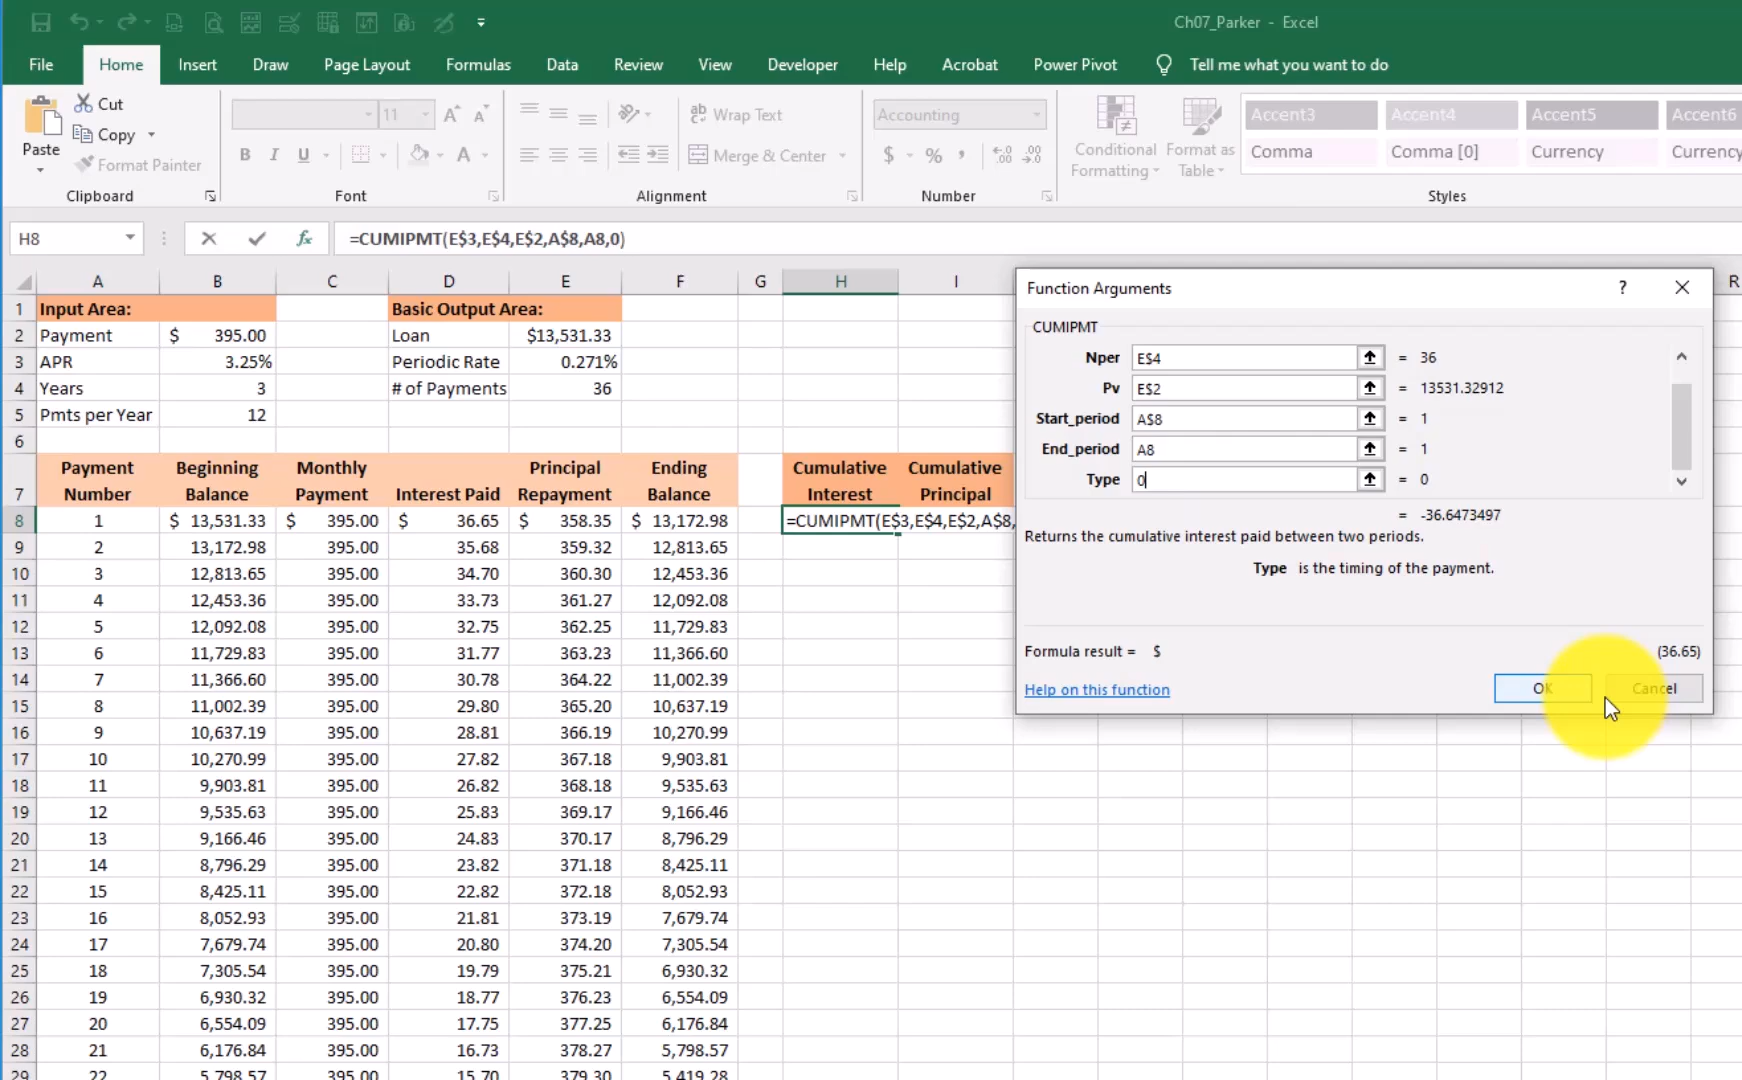 Ch07_Parker - Excel
File Home Insert Draw Page Layout Formulas Data Review View Developer Help Acrobat Power Pivot Tell me what you want to do
Paste
Cut
Copy
Format Painter
Clipboard
11
B I U
A
Font
Wrap Text
Merge & Center
Alignment
Accounting
$ % ,
Number
Conditional Formatting
Format as Table
Accent3 Accent4 Accent5 Accent6
Comma Comma [0] Currency Currency
Styles
H8 fx =CUMIPMT(E$3,E$4,E$2,A$8,A8,0)
A B C D E F G H I R
1 Input Area: Basic Output Area:
2 Payment $ 395.00 Loan $13,531.33
3 APR 3.25% Periodic Rate 0.271%
4 Years 3 # of Payments 36
5 Pmts per Year 12
6
7 Payment Number Beginning Balance Monthly Payment Interest Paid Principal Repayment Ending Balance Cumulative Interest Cumulative Principal
8 1 $ 13,531.33 $ 395.00 $ 36.65 $ 358.35 $ 13,172.98 =CUMIPMT(E$3,E$4,E$2,A$8,
9 2 13,172.98 395.00 35.68 359.32 12,813.65
10 3 12,813.65 395.00 34.70 360.30 12,453.36
11 4 12,453.36 395.00 33.73 361.27 12,092.08
12 5 12,092.08 395.00 32.75 362.25 11,729.83
13 6 11,729.83 395.00 31.77 363.23 11,366.60
14 7 11,366.60 395.00 30.78 364.22 11,002.39
15 8 11,002.39 395.00 29.80 365.20 10,637.19
16 9 10,637.19 395.00 28.81 366.19 10,270.99
17 10 10,270.99 395.00 27.82 367.18 9,903.81
18 11 9,903.81 395.00 26.82 368.18 9,535.63
19 12 9,535.63 395.00 25.83 369.17 9,166.46
20 13 9,166.46 395.00 24.83 370.17 8,796.29
21 14 8,796.29 395.00 23.82 371.18 8,425.11
22 15 8,425.11 395.00 22.82 372.18 8,052.93
23 16 8,052.93 395.00 21.81 373.19 7,679.74
24 17 7,679.74 395.00 20.80 374.20 7,305.54
25 18 7,305.54 395.00 19.79 375.21 6,930.32
26 19 6,930.32 395.00 18.77 376.23 6,554.09
27 20 6,554.09 395.00 17.75 377.25 6,176.84
28 21 6,176.84 395.00 16.73 378.27 5,798.57
29 22 5,798.57 395.00 15.70 379.30 5,419.28
Function Arguments ?
CUMIPMT
Nper E$4 = 36
Pv E$2 = 13531.32912
Start_period A$8 = 1
End_period A8 = 1
Type 0 = 0
= -36.6473497
Returns the cumulative interest paid between two periods.
Type is the timing of the payment.
Formula result = $ (36.65)
Help on this function
OK Cancel